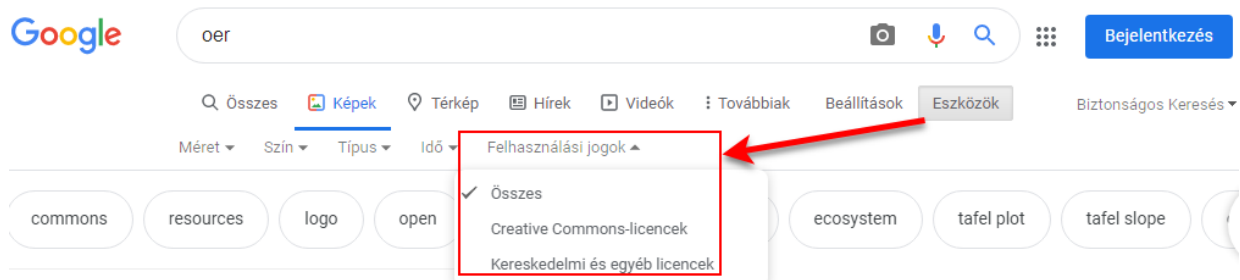 Google oer Bejelentkezés
Összes Képek Térkép Hírek Videók Továbbiak Beállítások Eszközök Biztonságos Keresés
Méret Szín Típus Idő Felhasználási jogok
Összes
commons resources logo open ecosystem tafel plot tafel slope
Creative Commons-licencek
Kereskedelmi és egyéb licencek